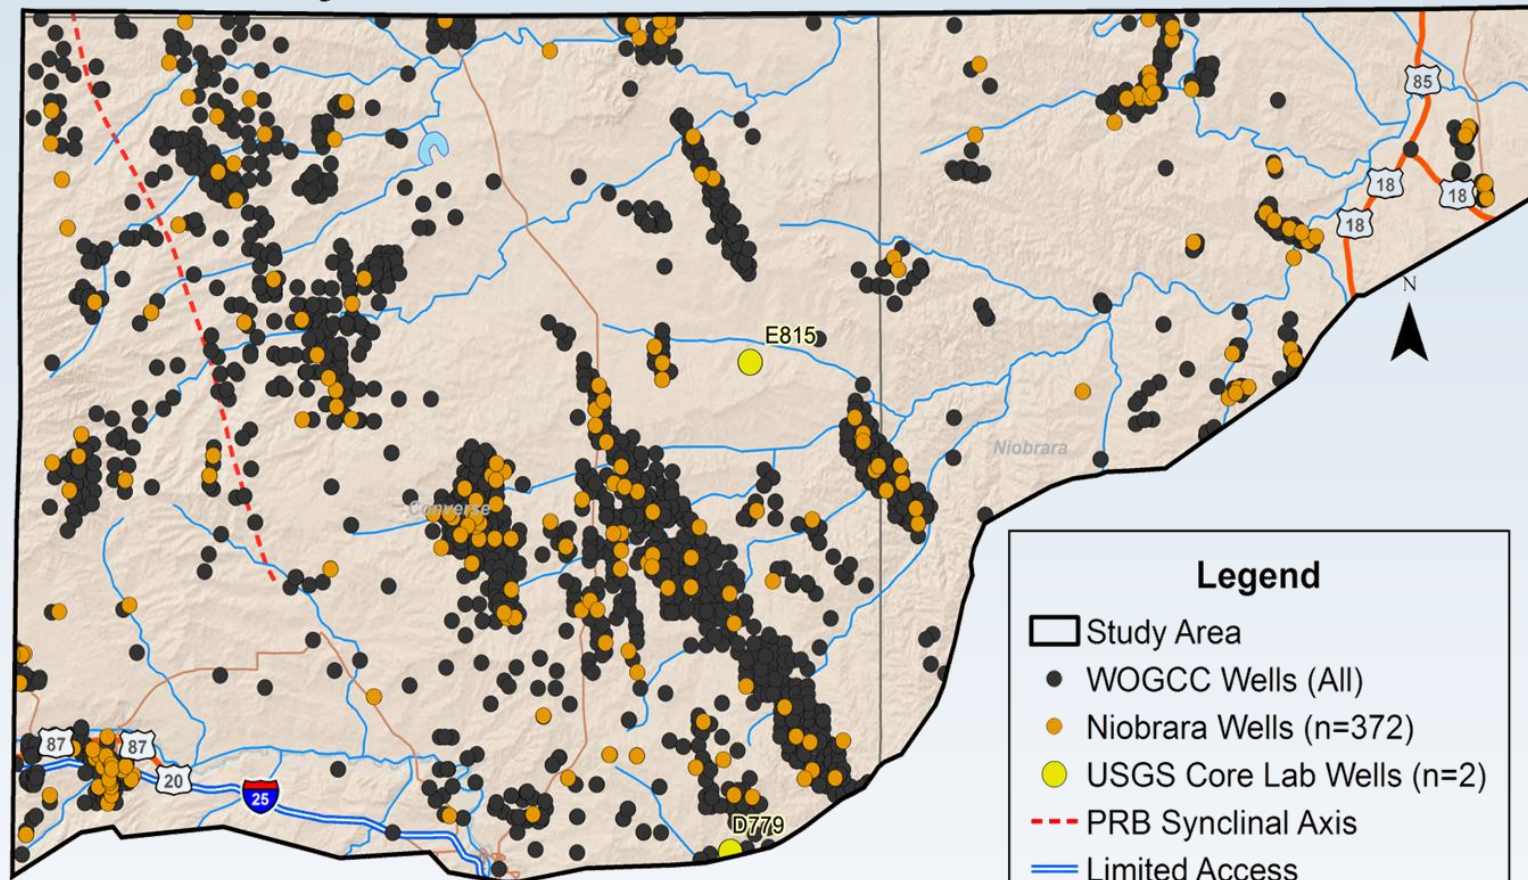 85
18
18
18
N
E815
Niobrara
Converse
Legend
Study Area
WOGCC Wells (All)
Niobrara Wells (n=372)
USGS Core Lab Wells (n=2)
PRB Synclinal Axis
Limited Access
87
87
20
25
D779